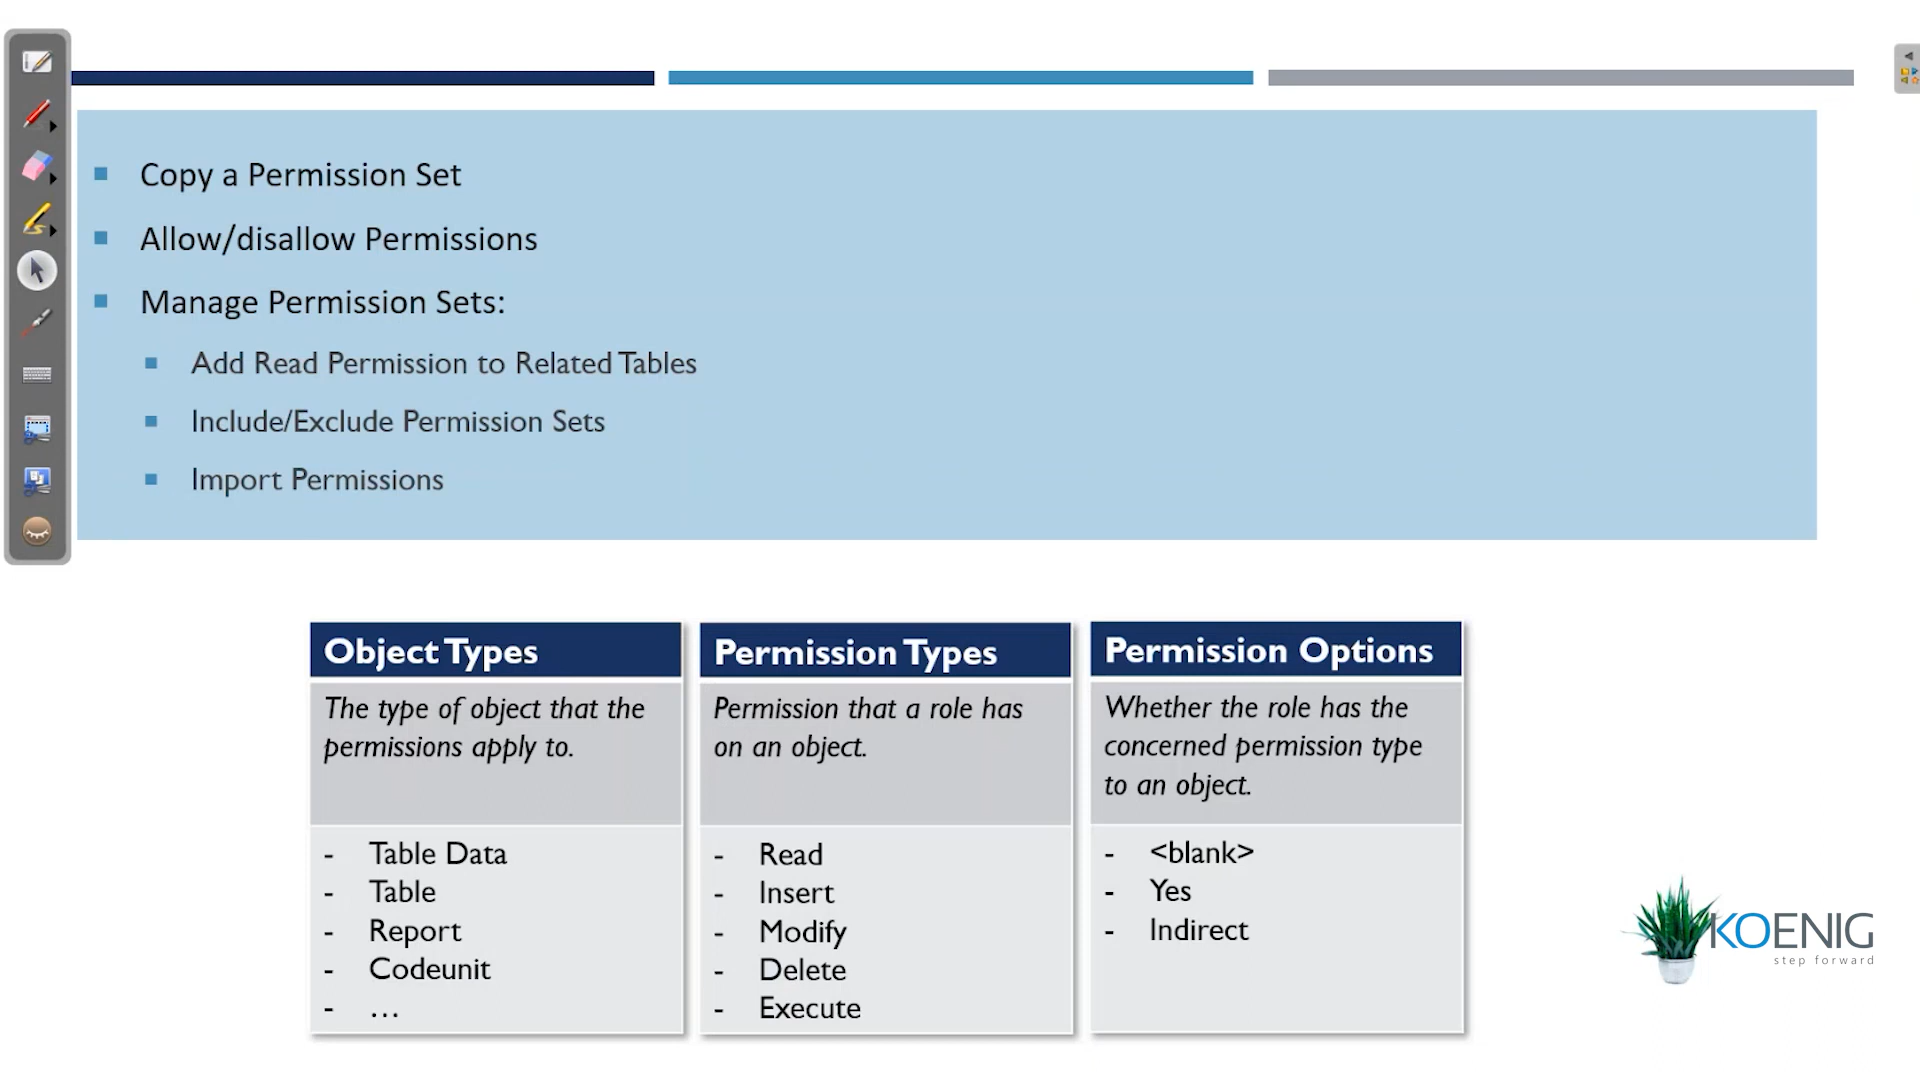 Copy a Permission Set
Allow/disallow Permissions
Manage Permission Sets:
Add Read Permission to Related Tables
Include/Exclude Permission Sets
Import Permissions
Object Types
The type of object that the
permissions apply to.
- Table Data
- Table
- Report
- Codeunit
- ...
Permission Types
Permission that a role has
on an object.
- Read
- Insert
- Modify
- Delete
- Execute
Permission Options
Whether the role has the
concerned permission type
to an object.
- <blank>
- Yes
- Indirect
KOENIG
step forward